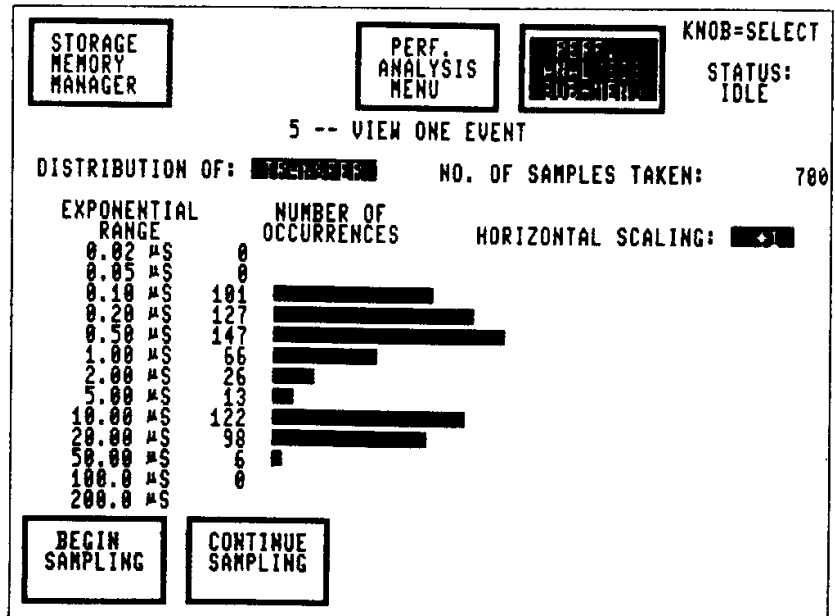 STORAGE
MEMORY
MANAGER
PERF.
ANALYSIS
MENU
KNOB=SELECT
STATUS:
IDLE
5 -- VIEW ONE EVENT
DISTRIBUTION OF: NO. OF SAMPLES TAKEN: 700
EXPONENTIAL
RANGE
NUMBER OF
OCCURRENCES
HORIZONTAL SCALING:
0.02 µS 0
0.05 µS 0
0.10 µS 101
0.20 µS 127
0.50 µS 147
1.00 µS 66
2.00 µS 26
5.00 µS 13
10.00 µS 122
20.00 µS 98
50.00 µS 6
100.0 µS 0
200.0 µS
BEGIN
SAMPLING
CONTINUE
SAMPLING